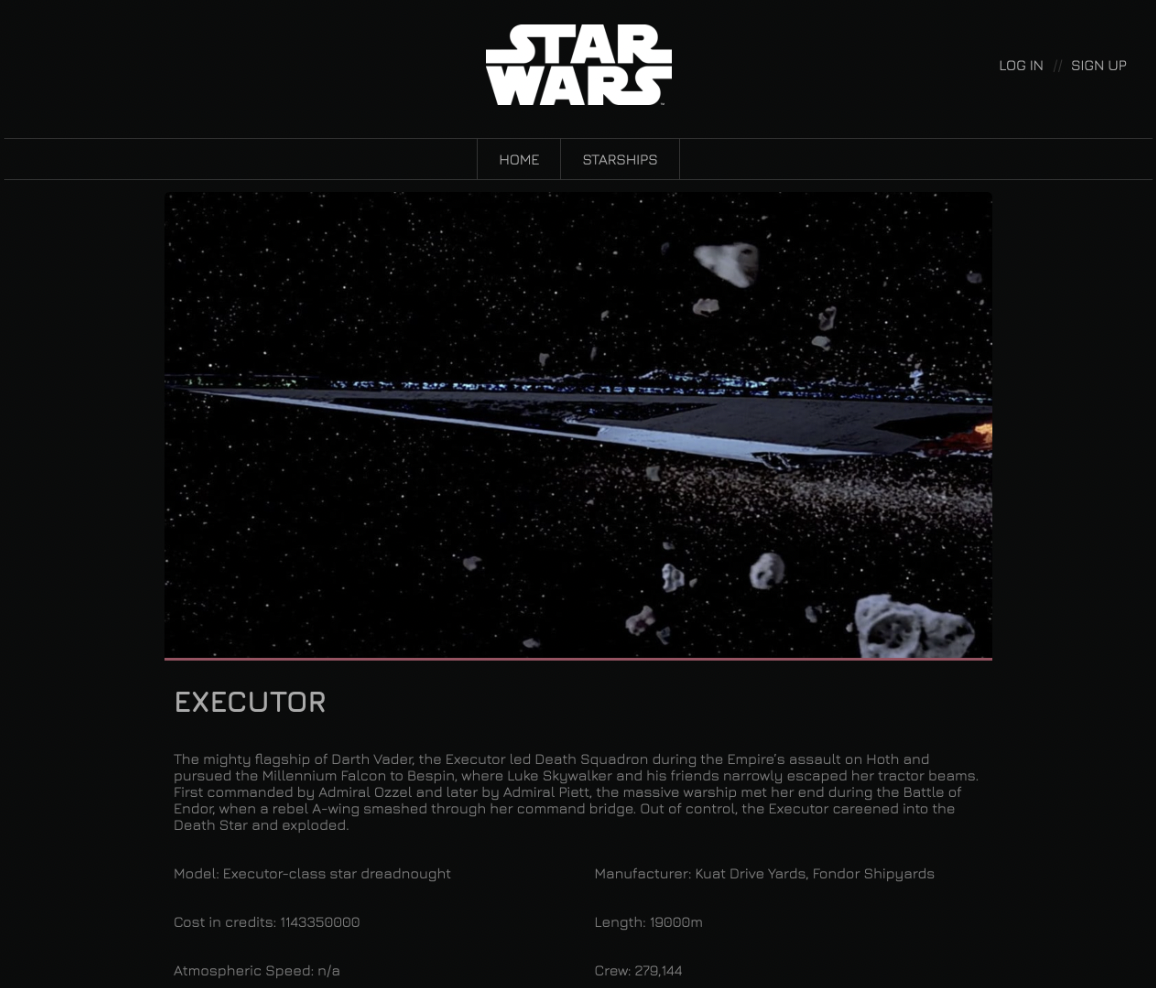 STAR
WARS
™
LOG IN // SIGN UP
HOME
STARSHIPS
EXECUTOR
The mighty flagship of Darth Vader, the Executor led Death Squadron during the Empire's assault on Hoth and
pursued the Millennium Falcon to Bespin, where Luke Skywalker and his friends narrowly escaped her tractor beams.
First commanded by Admiral Ozzel and later by Admiral Piett, the massive warship met her end during the Battle of
Endor, when a rebel A-wing smashed through her command bridge. Out of control, the Executor careened into the
Death Star and exploded.
Model: Executor-class star dreadnought
Manufacturer: Kuat Drive Yards, Fondor Shipyards
Cost in credits: 1143350000
Length: 19000m
Atmospheric Speed: n/a
Crew: 279,144